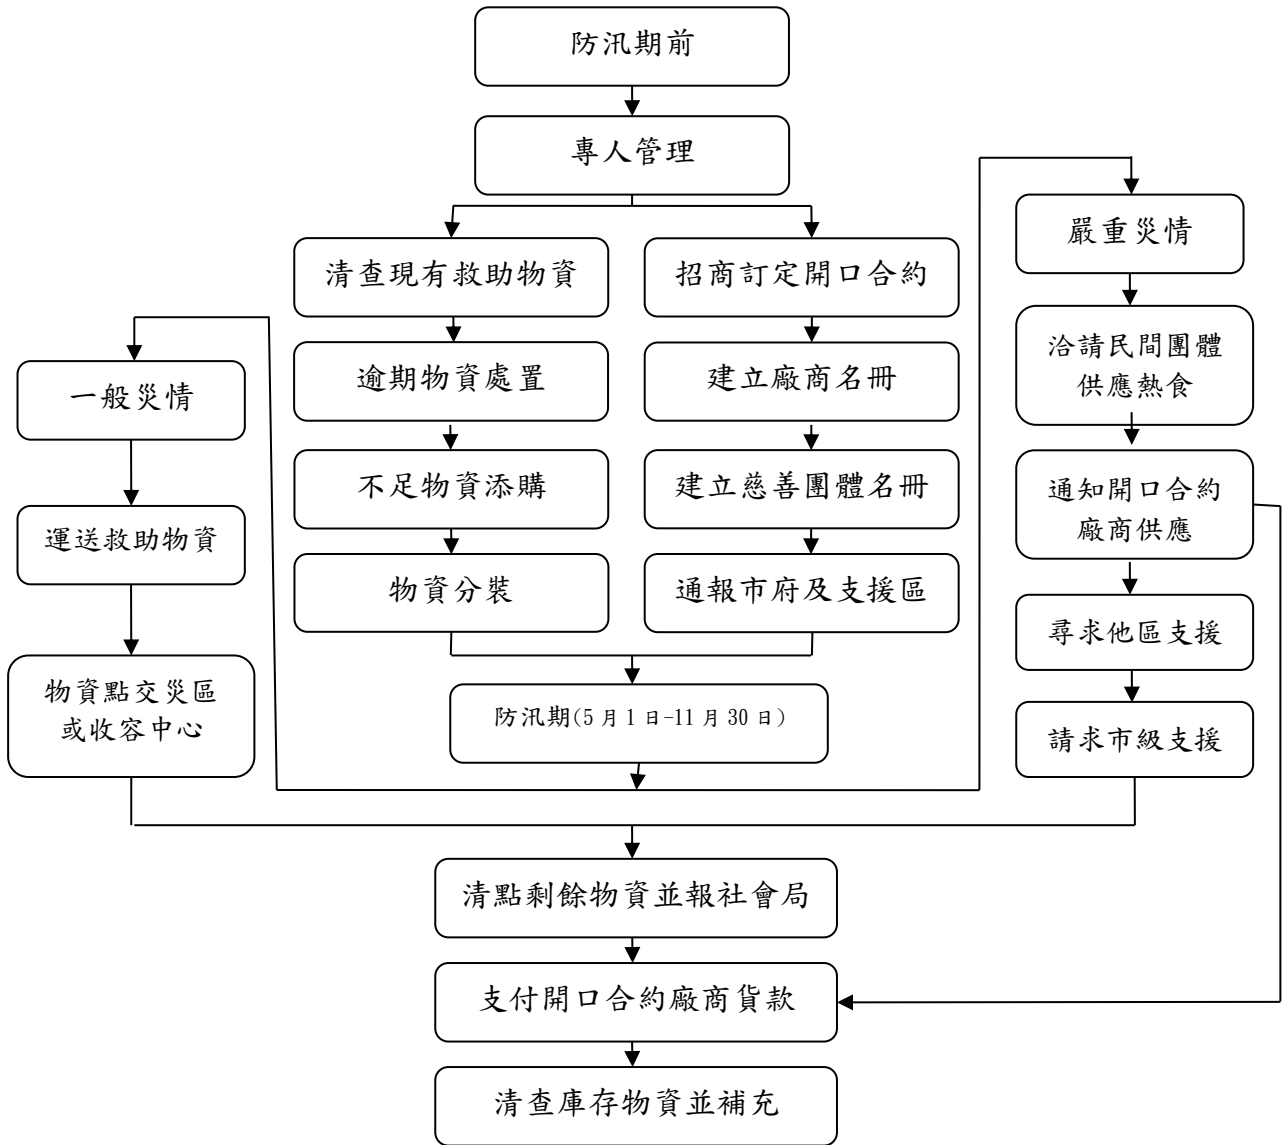 防汛期前
專人管理
清查現有救助物資
逾期物資處置
不足物資添購
物資分裝
招商訂定開口合約
建立廠商名冊
建立慈善團體名冊
通報市府及支援區
防汛期(5月1日-11月30日)
一般災情
運送救助物資
物資點交災區
或收容中心
嚴重災情
洽請民間團體
供應熱食
通知開口合約
廠商供應
尋求他區支援
請求市級支援
清點剩餘物資並報社會局
支付開口合約廠商貨款
清查庫存物資並補充